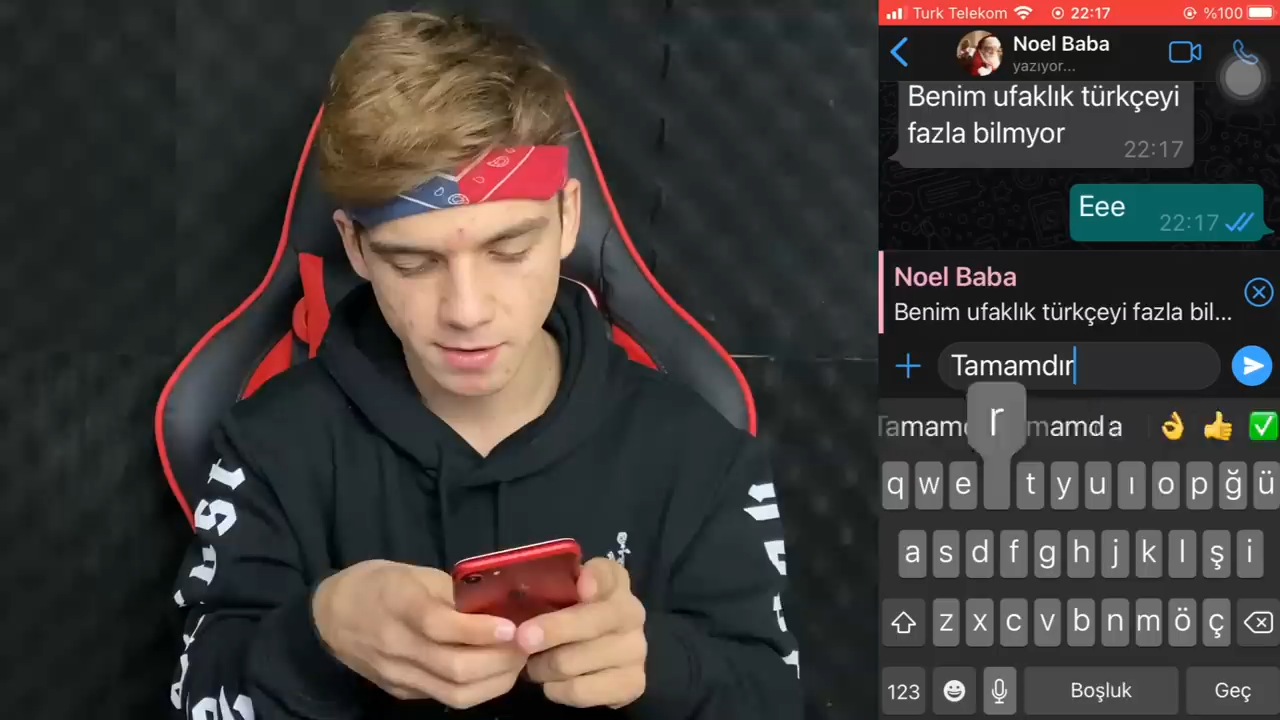 Turk Telekom 22:17 %100
Noel Baba
yazıyor...
Benim ufaklık türkçeyi
fazla bilmyor
22:17
Eee
22:17
Noel Baba
Benim ufaklık türkçeyi fazla bil...
Tamamdır
r
q w e t y u ı o p ğ ü
a s d f g h j k l ş i
z x c v b n m ö ç
123 Boşluk Geç